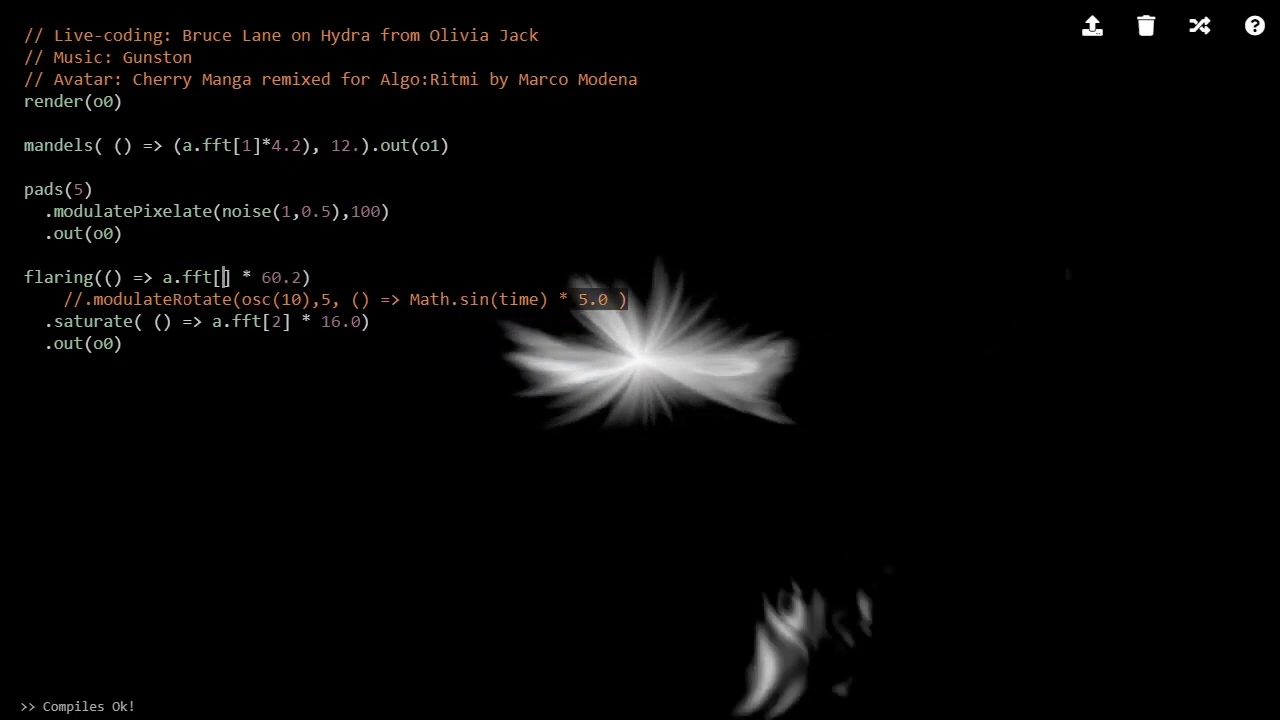 // Live-coding: Bruce Lane on Hydra from Olivia Jack
// Music: Gunston
// Avatar: Cherry Manga remixed for Algo:Ritmi by Marco Modena
render(o0)
mandels( () => (a.fft[1]*4.2), 12.).out(o1)
pads(5)
  .modulatePixelate(noise(1,0.5),100)
  .out(o0)
flaring(() => a.fft[] * 60.2)
    //.modulateRotate(osc(10),5, () => Math.sin(time) * 5.0 )
  .saturate( () => a.fft[2] * 16.0)
  .out(o0)
>> Compiles Ok!